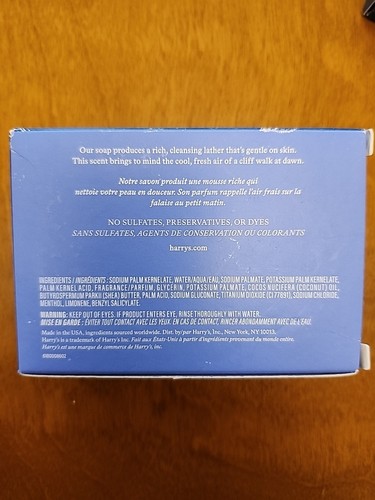 Our soap produces a rich, cleansing lather that's gentle on skin.
This scent brings to mind the cool, fresh air of a cliff walk at dawn.
Notre savon produit une mousse riche qui
nettoie votre peau en douceur. Son parfum rappelle l'air frais sur la
falaise au petit matin.
NO SULFATES, PRESERVATIVES, OR DYES
SANS SULFATES, AGENTS DE CONSERVATION OU COLORANTS
harrys.com
INGREDIENTS / INGRÉDIENTS : SODIUM PALM KERNELATE, WATER/AQUA/EAU, SODIUM PALMATE, POTASSIUM PALM KERNELATE,
PALM KERNEL ACID, FRAGRANCE/PARFUM, GLYCERIN, POTASSIUM PALMATE, COCOS NUCIFERA (COCONUT) OIL,
BUTYROSPERMUM PARKII (SHEA) BUTTER, PALM ACID, SODIUM GLUCONATE, TITANIUM DIOXIDE (CI 77891), SODIUM CHLORIDE,
MENTHOL, LIMONENE, BENZYL SALICYLATE.
WARNING: KEEP OUT OF EYES. IF PRODUCT ENTERS EYE, RINSE THOROUGHLY WITH WATER.
MISE EN GARDE : ÉVITER TOUT CONTACT AVEC LES YEUX. EN CAS DE CONTACT, RINCER ABONDAMMENT AVEC DE L'EAU.
Made in the USA, ingredients sourced worldwide. Dist. by/par Harry's, Inc., New York, NY 10013.
Harry's is a trademark of Harry's Inc. Fait aux États-Unis à partir d'ingrédients provenant du monde entier.
Harry's est une marque de commerce de Harry's, inc.